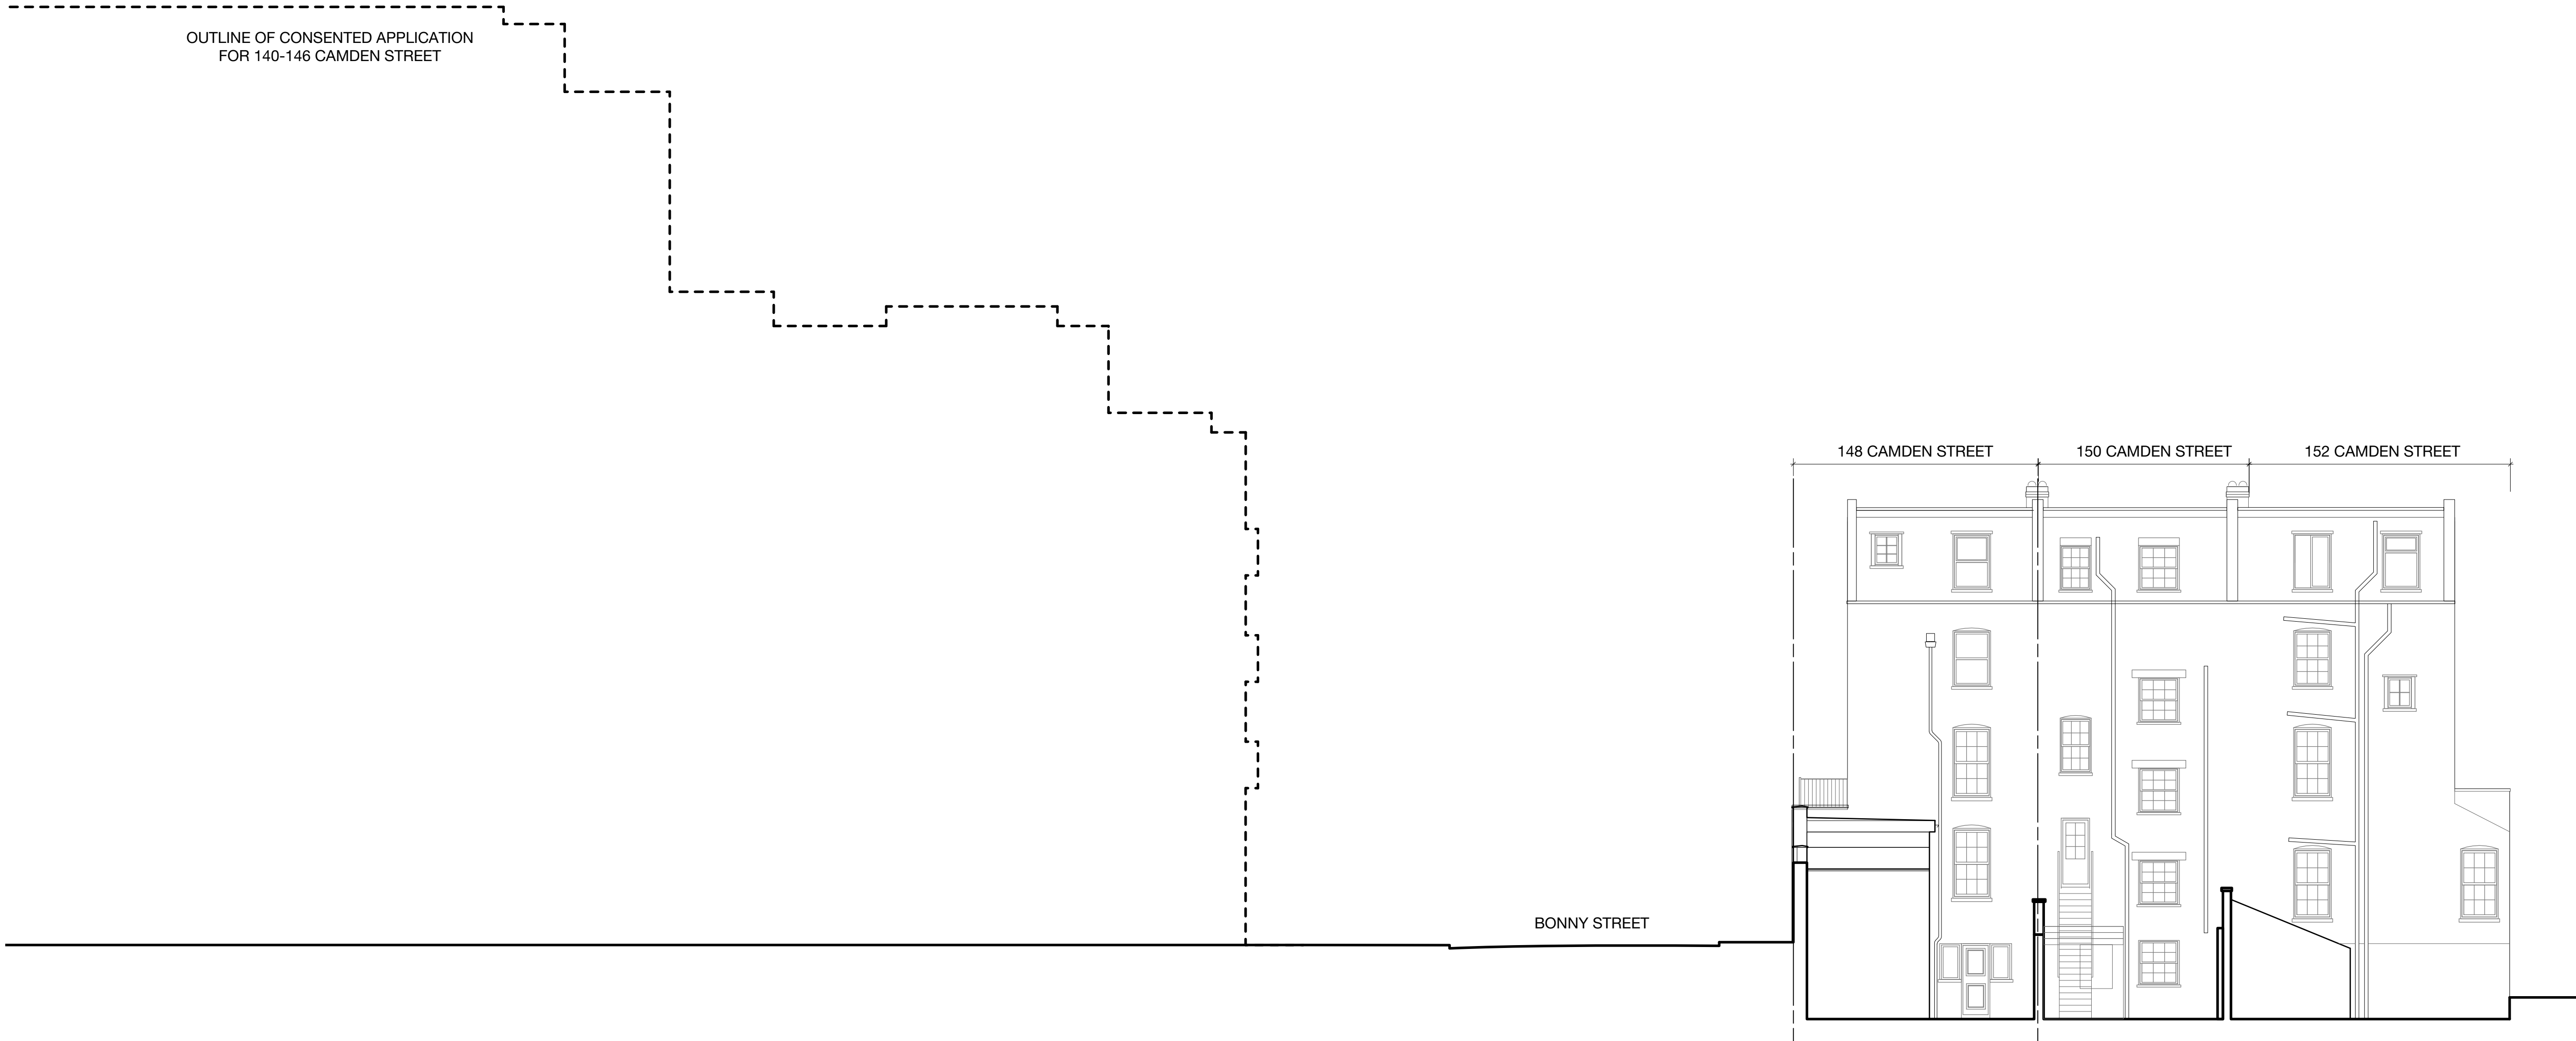 OUTLINE OF CONSENTED APPLICATION
FOR 140-146 CAMDEN STREET
148 CAMDEN STREET
150 CAMDEN STREET
152 CAMDEN STREET
BONNY STREET